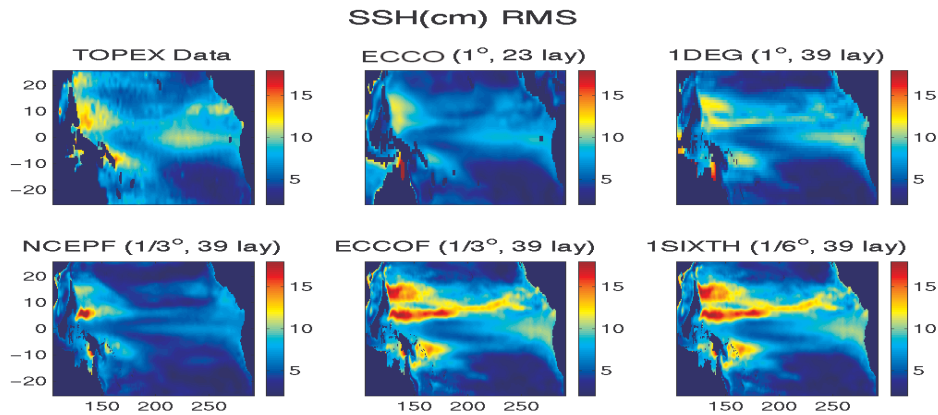 SSH(cm) RMS
TOPEX Data
ECCO (1°, 23 lay)
1DEG (1°, 39 lay)
20
10
0
−10
−20
15
10
5
15
10
5
15
10
5
NCEPF (1/3°, 39 lay)
ECCOF (1/3°, 39 lay)
1SIXTH (1/6°, 39 lay)
20
10
0
−10
−20
15
10
5
15
10
5
15
10
5
150 200 250
150 200 250
150 200 250